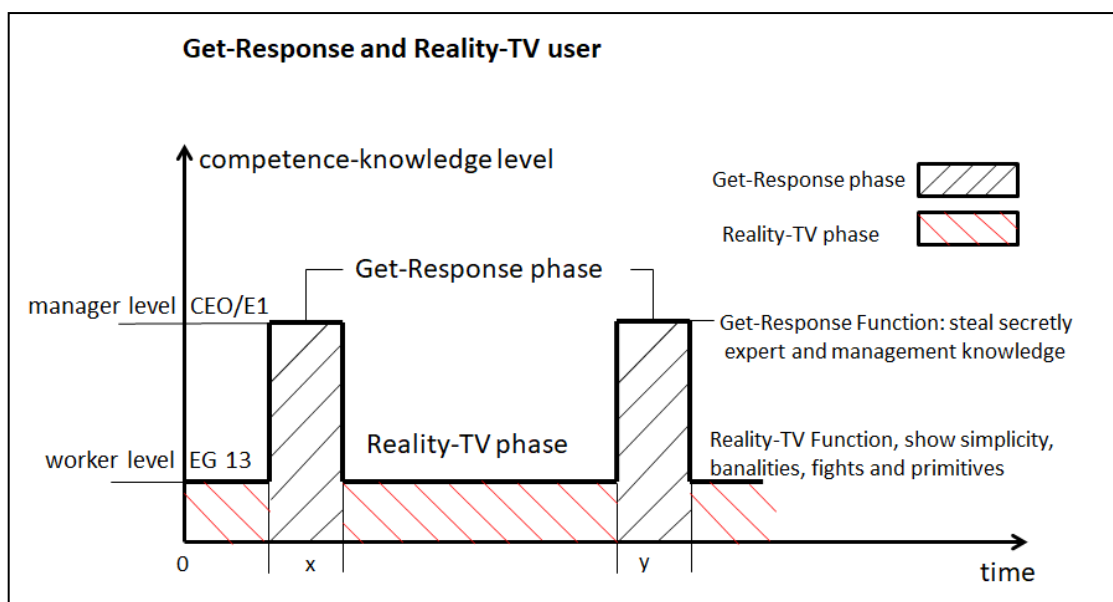 Get-Response and Reality-TV user
competence-knowledge level
Get-Response phase
Reality-TV phase
Get-Response phase
manager level CEO/E1
Get-Response Function: steal secretly
expert and management knowledge
Reality-TV phase
worker level EG 13
Reality-TV Function, show simplicity,
banalities, fights and primitives
0
x
y
time